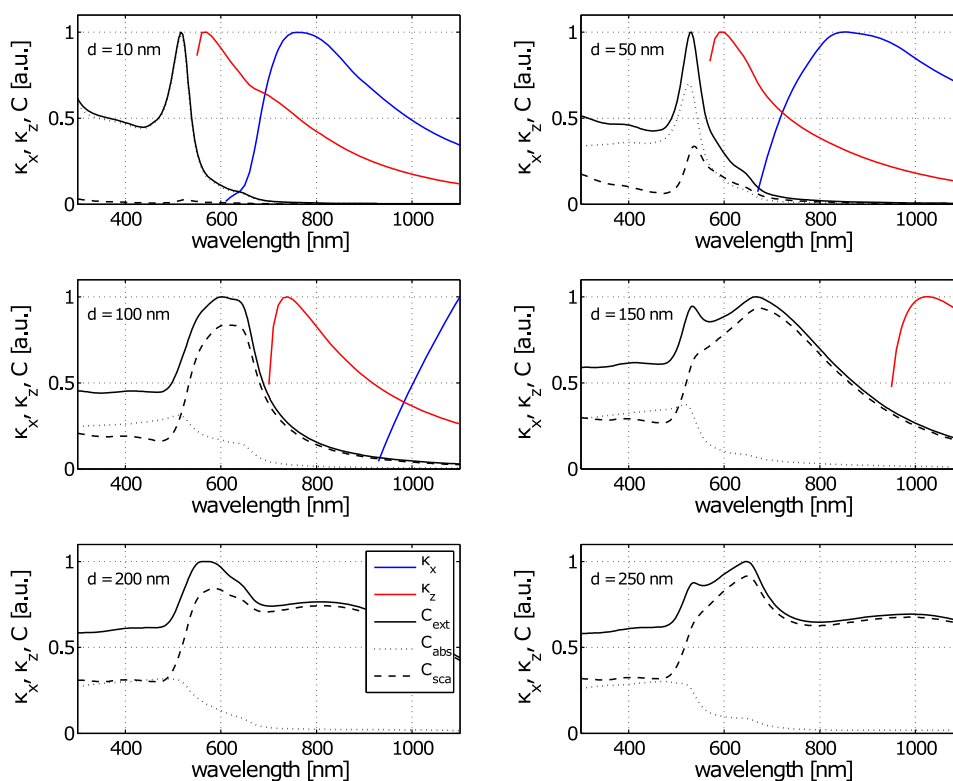 d = 10 nm
κx, κz, C [a.u.]
1
0.5
0
400 600 800 1000
wavelength [nm]
d = 50 nm
κx, κz, C [a.u.]
1
0.5
0
400 600 800 1000
wavelength [nm]
d = 100 nm
κx, κz, C [a.u.]
1
0.5
0
400 600 800 1000
wavelength [nm]
d = 150 nm
κx, κz, C [a.u.]
1
0.5
0
400 600 800 1000
wavelength [nm]
d = 200 nm
κx, κz, C [a.u.]
1
0.5
0
400 600 800 1000
wavelength [nm]
κx
κz
Cext
Cabs
Csca
d = 250 nm
κx, κz, C [a.u.]
1
0.5
0
400 600 800 1000
wavelength [nm]